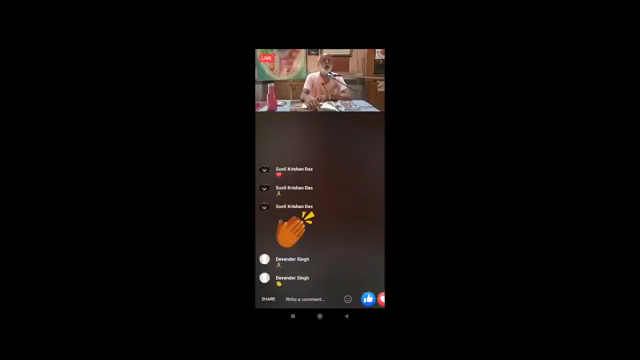 LIVE
Sunil Krishan Das
Sunil Krishan Das
Sunil Krishan Das
Devender Singh
Devender Singh
SHARE
Write a comment...